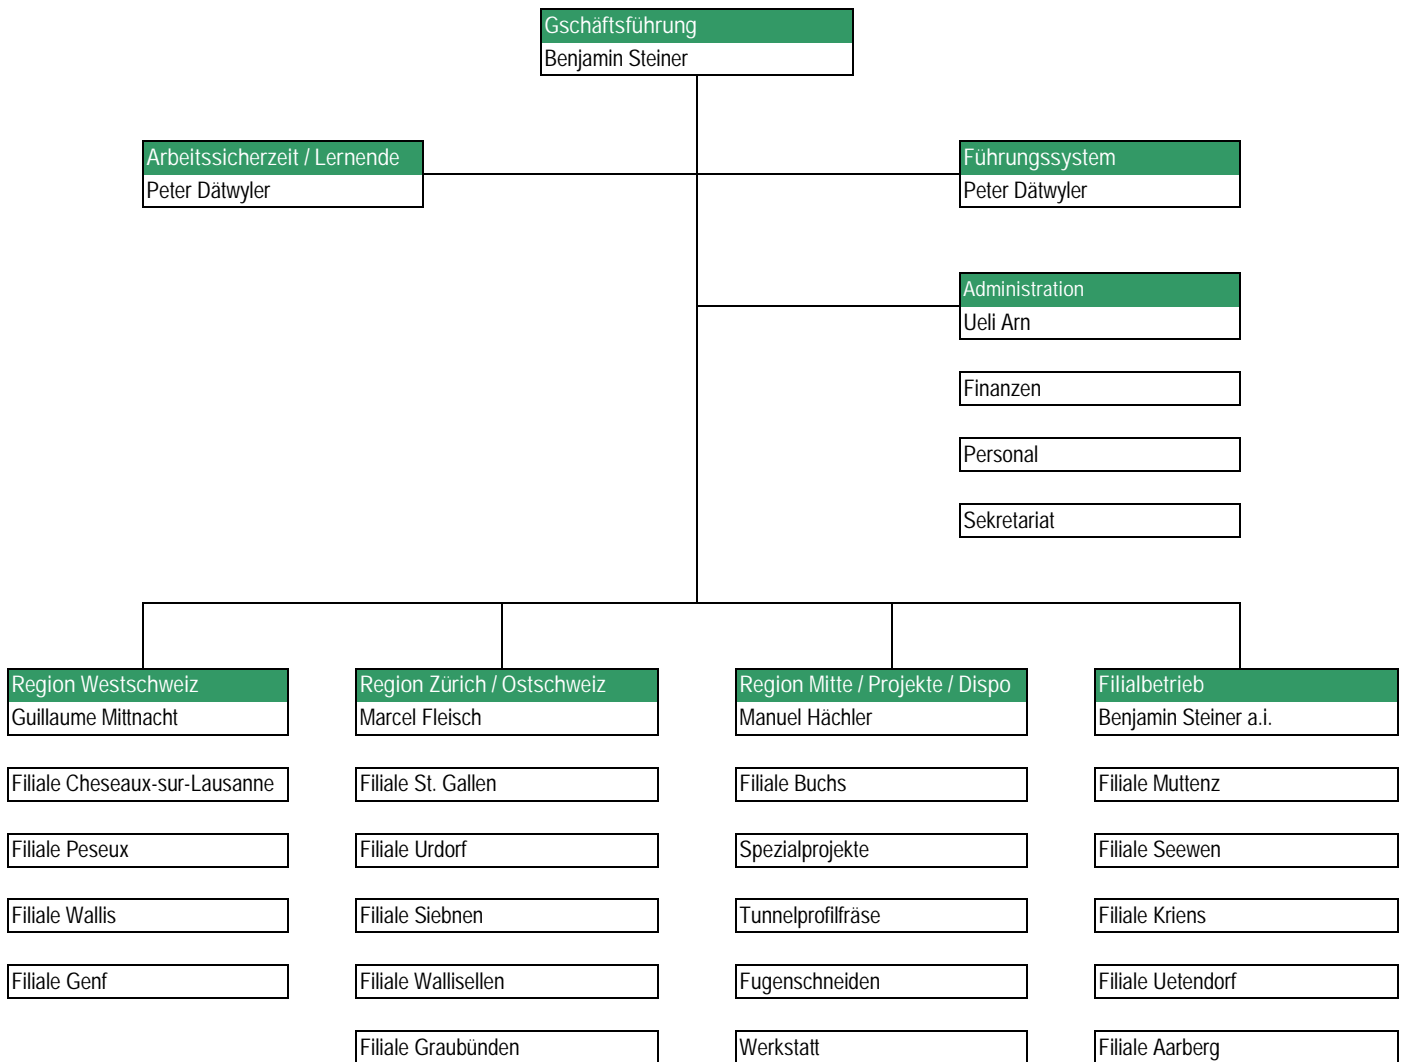 Gschäftsführung
Benjamin Steiner
Arbeitssicherzeit / Lernende
Peter Dätwyler
Führungssystem
Peter Dätwyler
Administration
Ueli Arn
Finanzen
Personal
Sekretariat
Region Westschweiz
Guillaume Mittnacht
Filiale Cheseaux-sur-Lausanne
Filiale Peseux
Filiale Wallis
Filiale Genf
Region Zürich / Ostschweiz
Marcel Fleisch
Filiale St. Gallen
Filiale Urdorf
Filiale Siebnen
Filiale Wallisellen
Filiale Graubünden
Region Mitte / Projekte / Dispo
Manuel Hächler
Filiale Buchs
Spezialprojekte
Tunnelprofilfräse
Fugenschneiden
Werkstatt
Filialbetrieb
Benjamin Steiner a.i.
Filiale Muttenz
Filiale Seewen
Filiale Kriens
Filiale Uetendorf
Filiale Aarberg